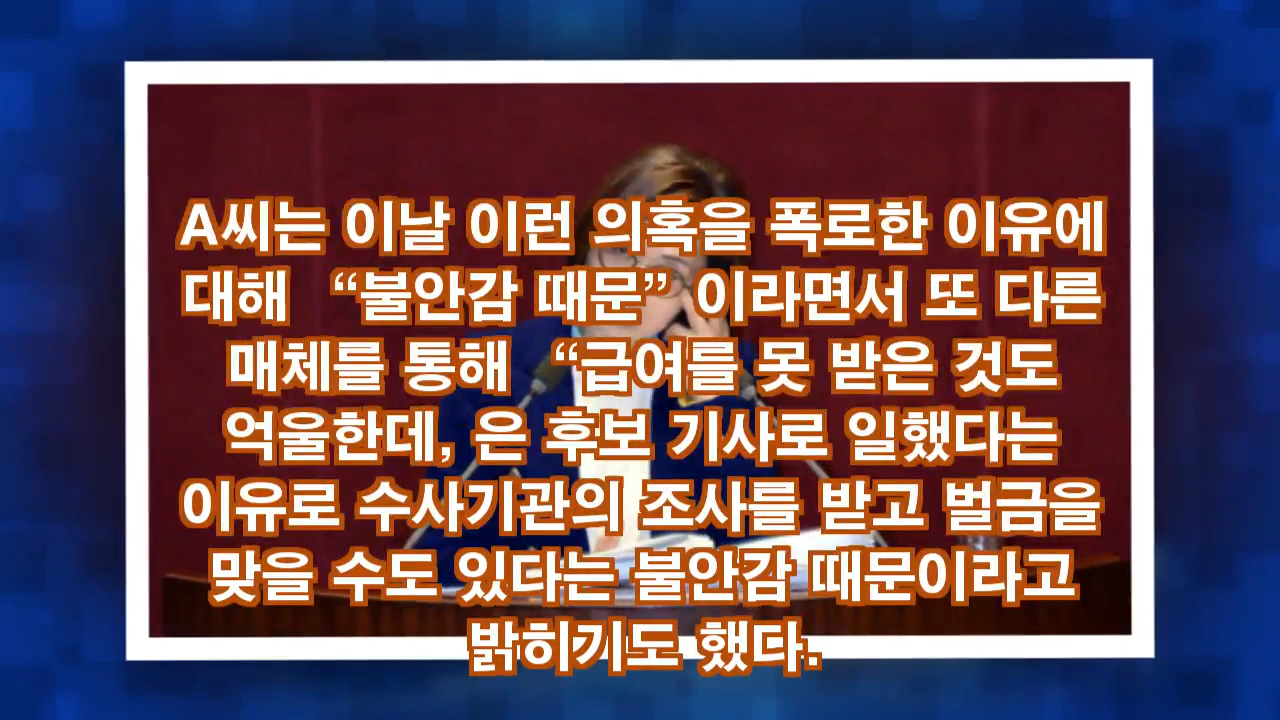 A씨는 이날 이런 의혹을 폭로한 이유에
대해 “불안감 때문” 이라면서 또 다른
매체를 통해 “급여를 못 받은 것도
억울한데, 은 후보 기사로 일했다는
이유로 수사기관의 조사를 받고 벌금을
맞을 수도 있다는 불안감 때문이라고
밝히기도 했다.